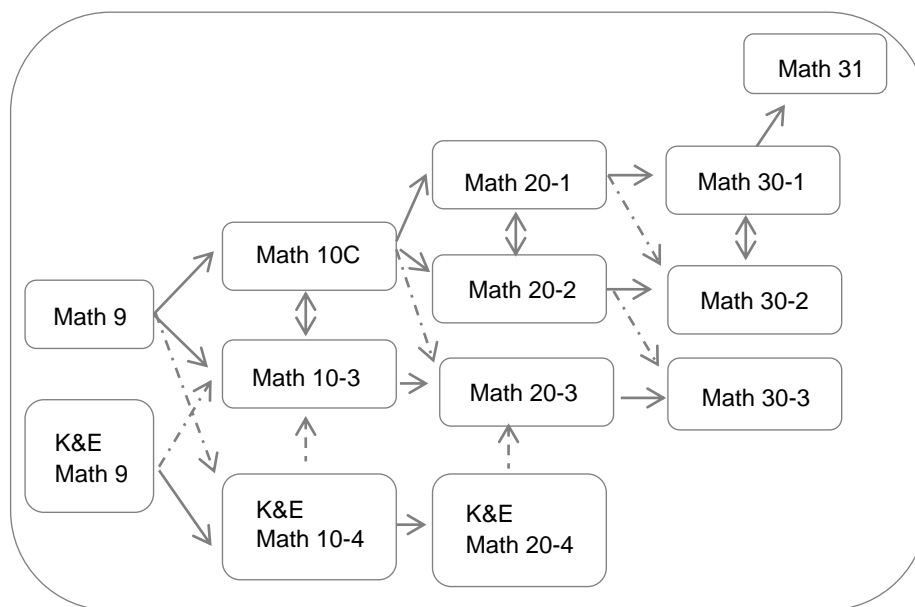 Math 31
Math 20-1
Math 30-1
Math 10C
Math 20-2
Math 30-2
Math 9
Math 10-3
Math 20-3
Math 30-3
K&E
Math 9
K&E
Math 10-4
K&E
Math 20-4